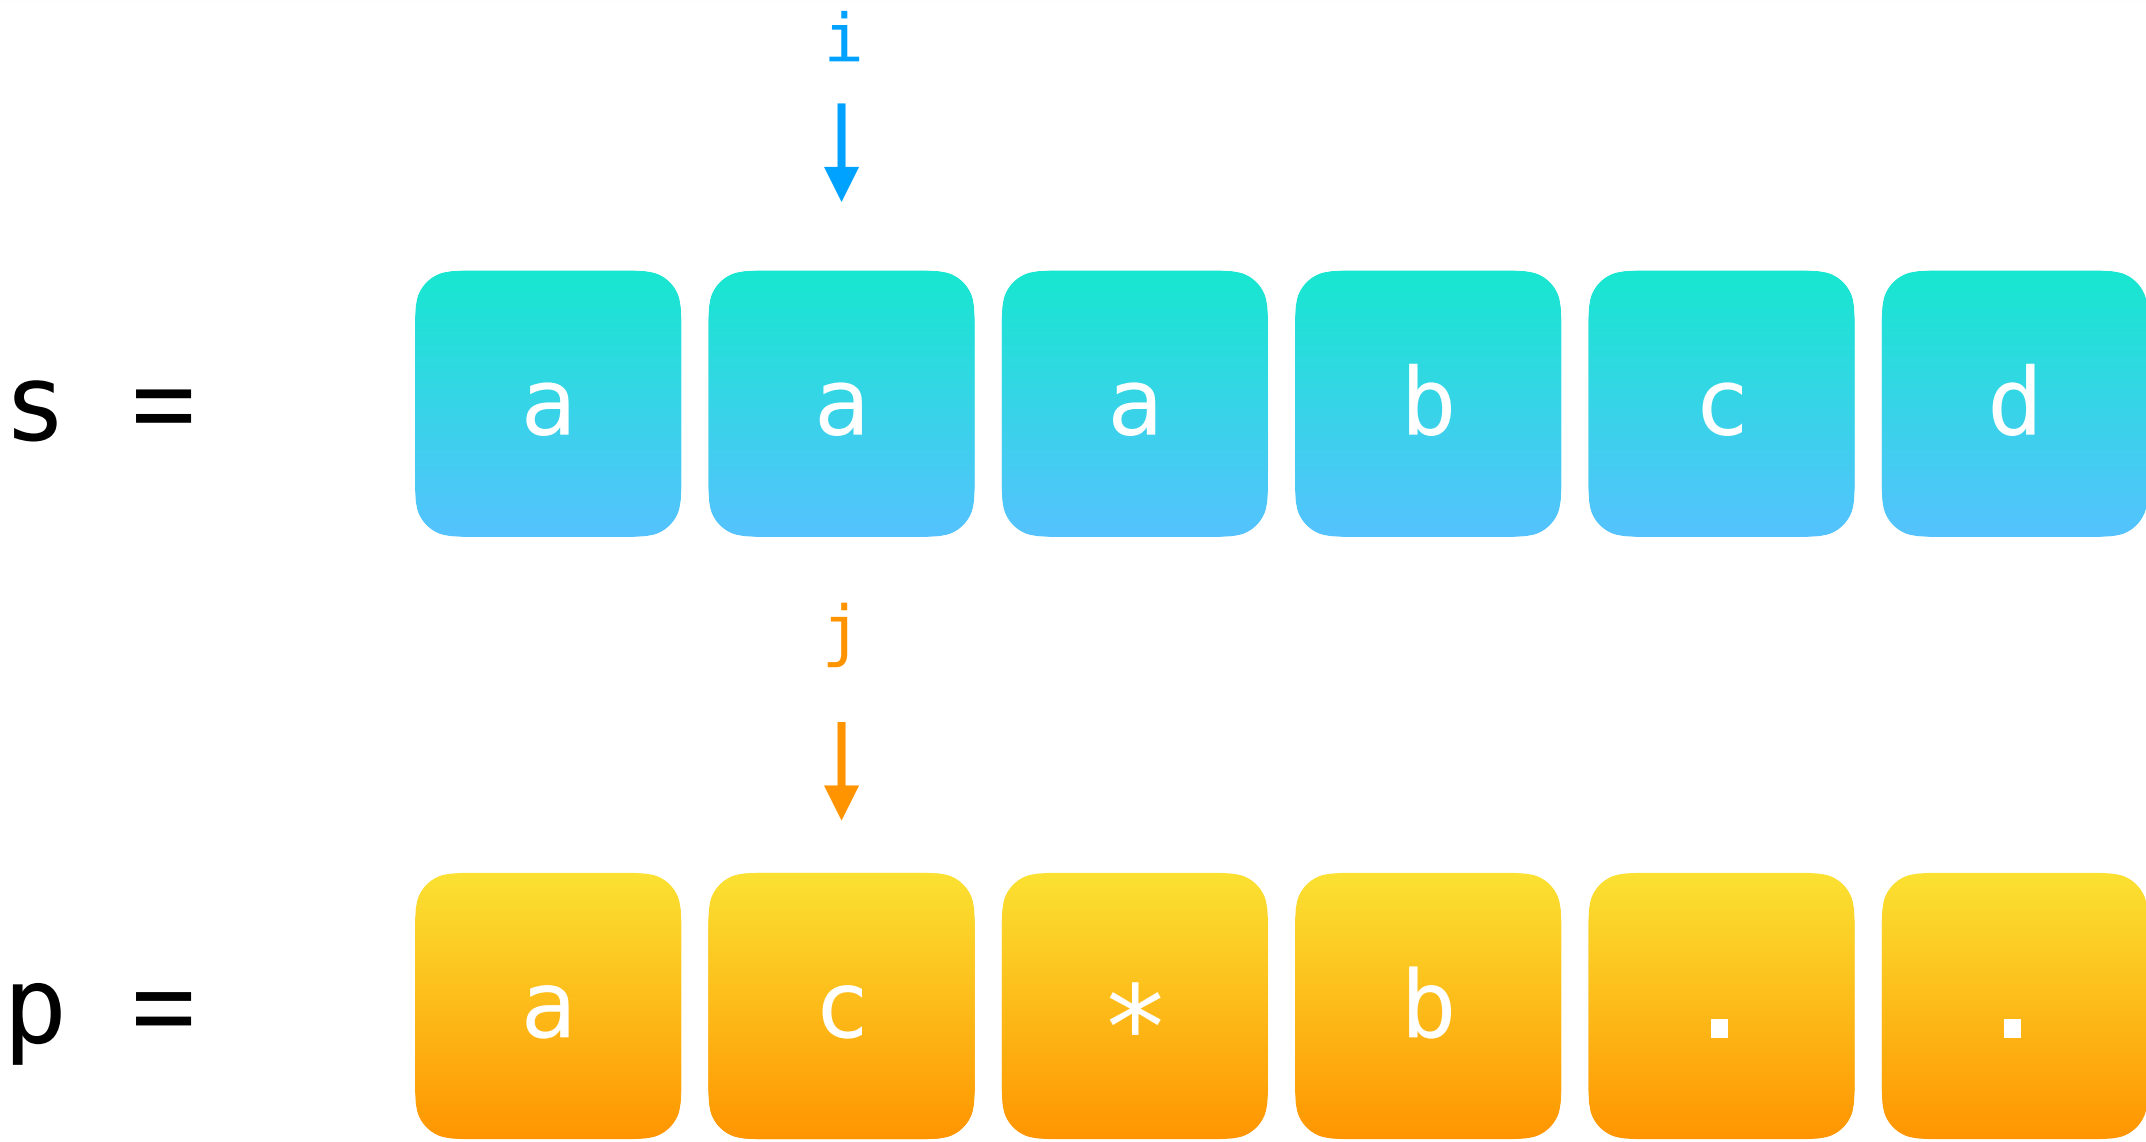 i
s = a a a b c d
j
p = a c * b . .